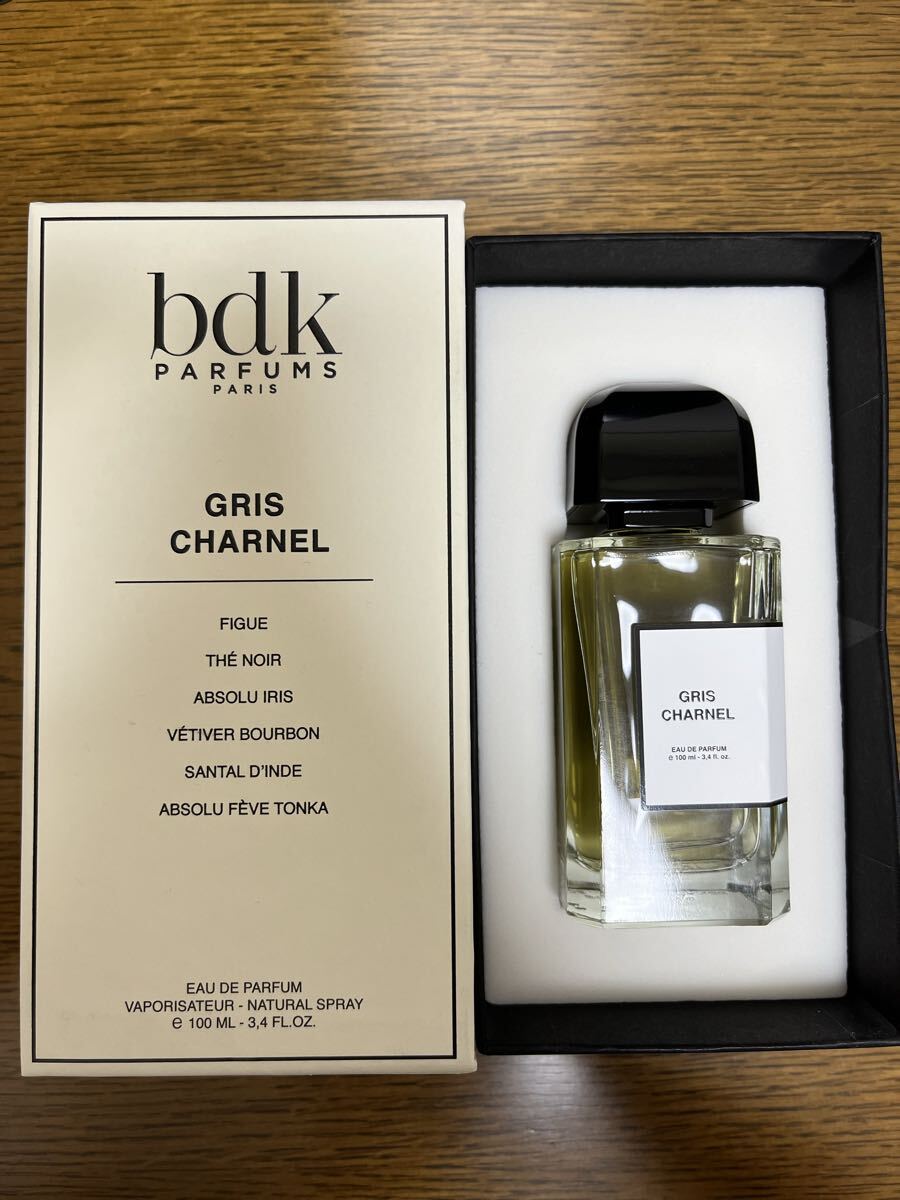 bdk
PARFUMS
PARIS
GRIS
CHARNEL
FIGUE
THÉ NOIR
ABSOLU IRIS
VÉTIVER BOURBON
SANTAL D'INDE
ABSOLU FÈVE TONKA
EAU DE PARFUM
VAPORISATEUR - NATURAL SPRAY
℮ 100 ML - 3,4 FL.OZ.
GRIS
CHARNEL
EAU DE PARFUM
℮ 100 ml - 3,4 fl. oz.